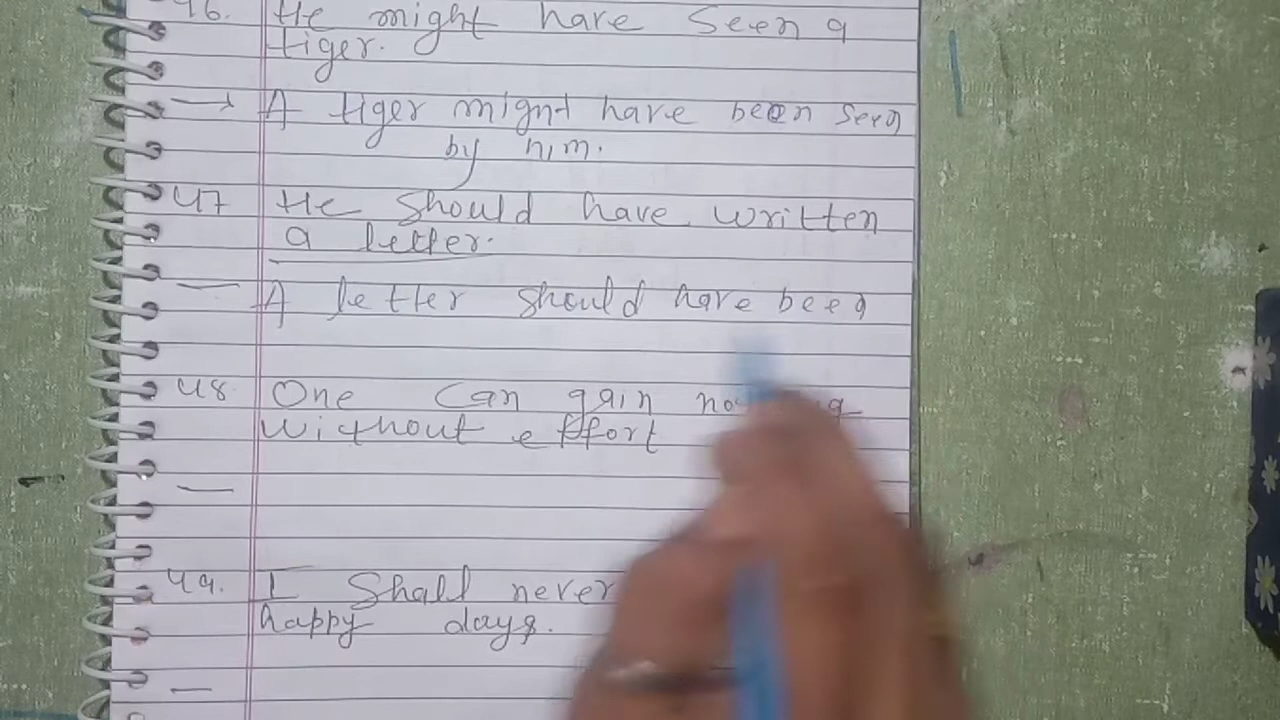 46. He might have seen a
tiger.
→ A tiger might have been seen
by him.
47 He should have written
a letter.
— A letter should have been
48. One can gain
without effort
—
49. I shall never
happy days.
—